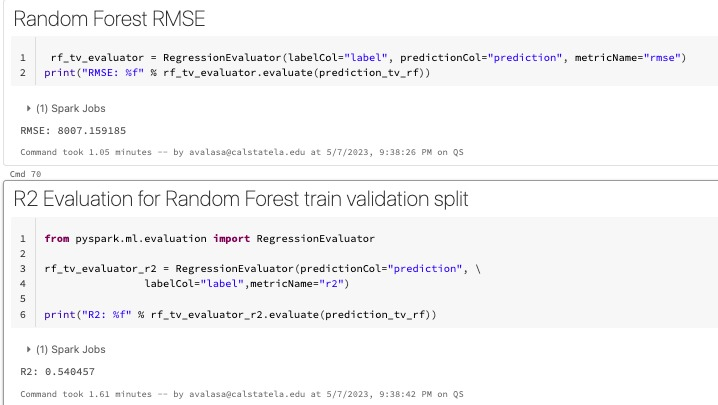 Random Forest RMSE
1 rf_tv_evaluator = RegressionEvaluator(labelCol="label", predictionCol="prediction", metricName="rmse")
2 print("RMSE: %f" % rf_tv_evaluator.evaluate(prediction_tv_rf))
(1) Spark Jobs
RMSE: 8007.159185
Command took 1.05 minutes -- by avalasa@calstatela.edu at 5/7/2023, 9:38:26 PM on QS
Cmd 70
R2 Evaluation for Random Forest train validation split
1 from pyspark.ml.evaluation import RegressionEvaluator
2
3 rf_tv_evaluator_r2 = RegressionEvaluator(predictionCol="prediction", \
4 labelCol="label",metricName="r2")
5
6 print("R2: %f" % rf_tv_evaluator_r2.evaluate(prediction_tv_rf))
(1) Spark Jobs
R2: 0.540457
Command took 1.61 minutes -- by avalasa@calstatela.edu at 5/7/2023, 9:38:42 PM on QS